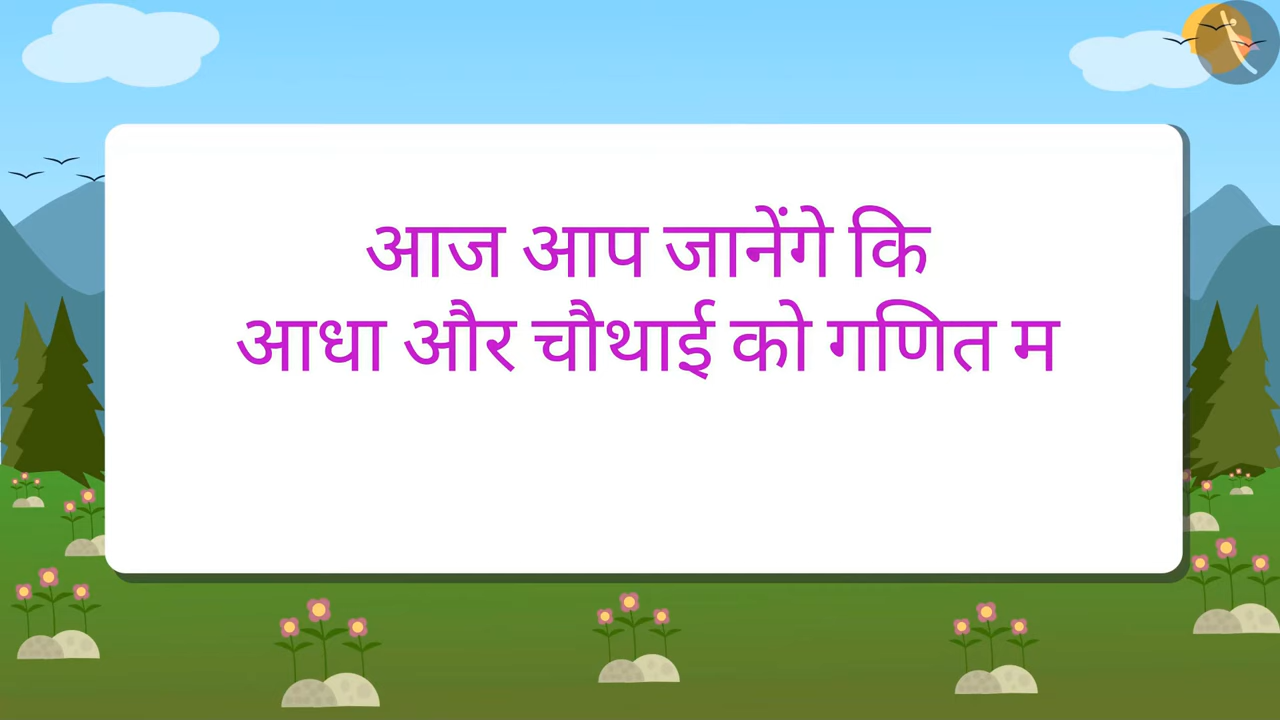 आज आप जानेंगे कि
आधा और चौथाई को गणित म